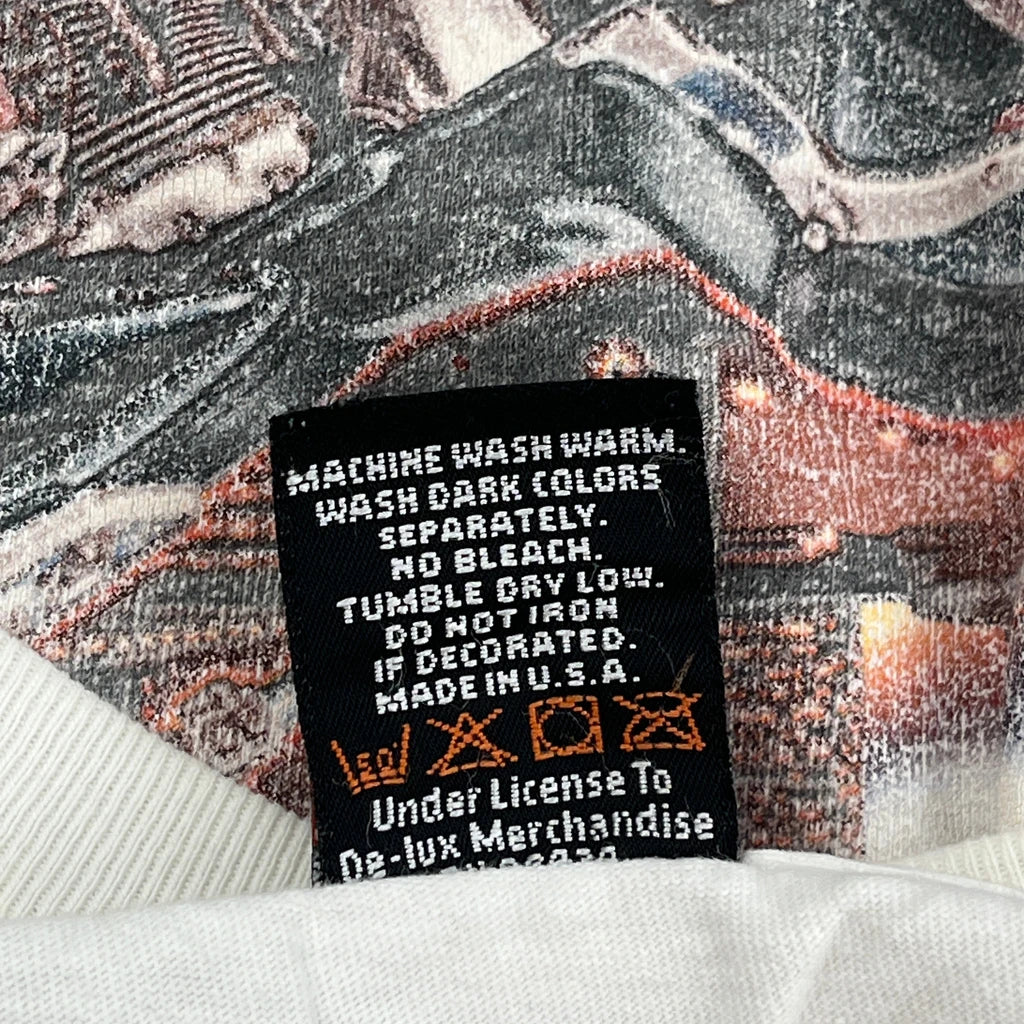 MACHINE WASH WARM.
WASH DARK COLORS
SEPARATELY.
NO BLEACH.
TUMBLE DRY LOW.
DO NOT IRON
IF DECORATED.
MADE IN U.S.A.
Under License To
De-lux Merchandise